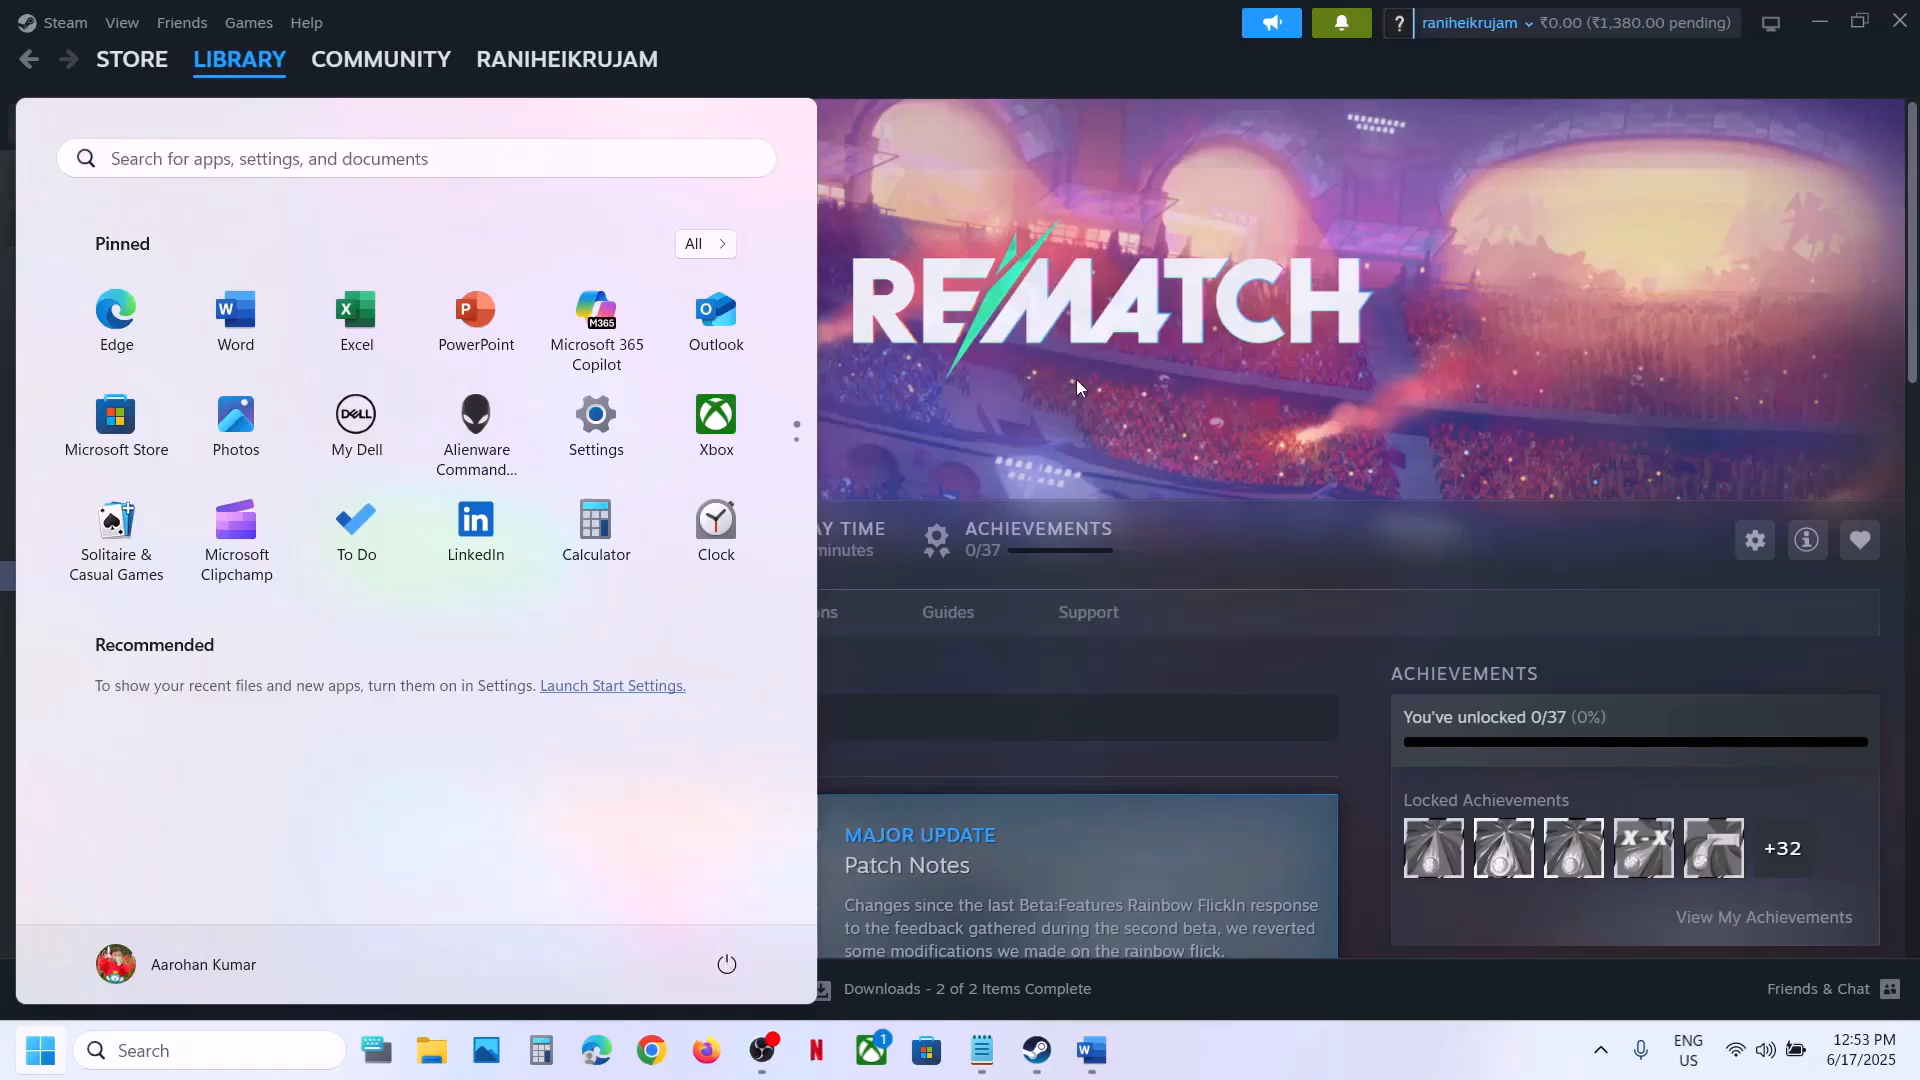 Steam View Friends Games Help
? raniheikrujam ₹0.00 (₹1,380.00 pending)
STORE LIBRARY COMMUNITY RANIHEIKRUJAM
Search for apps, settings, and documents
Pinned
All
Edge Word Excel PowerPoint Microsoft 365 Copilot Outlook
M365
Microsoft Store Photos My Dell Alienware Command... Settings Xbox
DELL
Solitaire & Casual Games Microsoft Clipchamp To Do LinkedIn Calculator Clock
Recommended
To show your recent files and new apps, turn them on in Settings. Launch Start Settings.
Aarohan Kumar
REMATCH
AY TIME
minutes
ACHIEVEMENTS
0/37
ons Guides Support
ACHIEVEMENTS
You've unlocked 0/37 (0%)
Locked Achievements
X-X
+32
View My Achievements
MAJOR UPDATE
Patch Notes
Changes since the last Beta:Features Rainbow FlickIn response
to the feedback gathered during the second beta, we reverted
some modifications we made on the rainbow flick.
Downloads - 2 of 2 Items Complete
Friends & Chat
Search
1
ENG
US
12:53 PM
6/17/2025